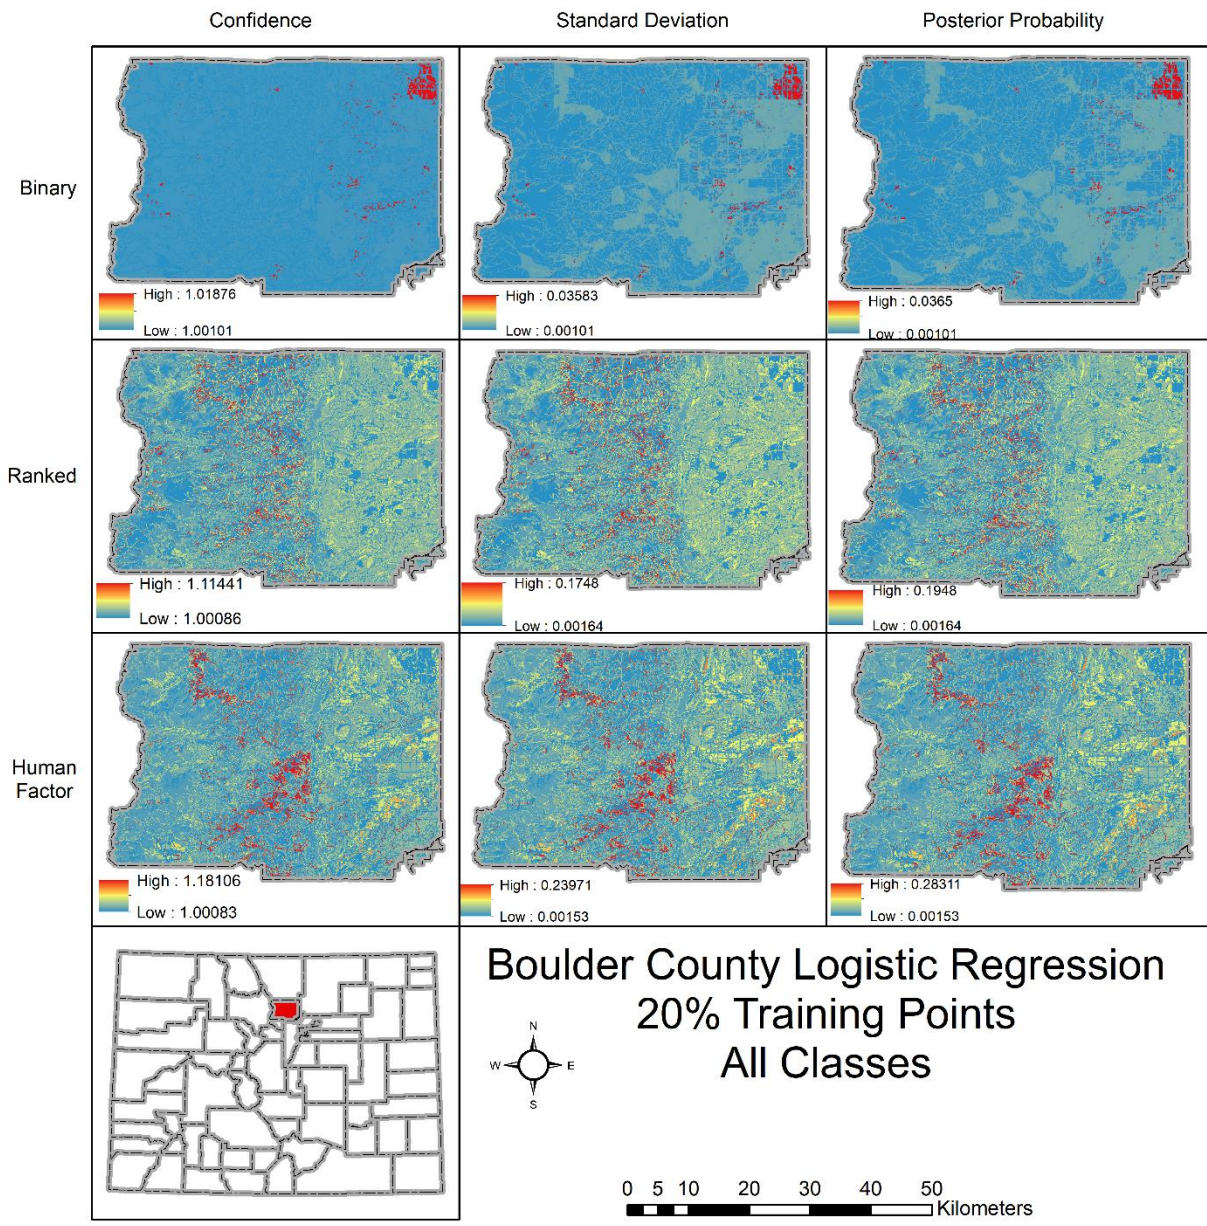 Confidence
Standard Deviation
Posterior Probability
Binary
High : 1.01876
Low : 1.00101
High : 0.03583
Low : 0.00101
High : 0.0365
Low : 0.00101
Ranked
High : 1.11441
Low : 1.00086
High : 0.1748
Low : 0.00164
High : 0.1948
Low : 0.00164
Human
Factor
High : 1.18106
Low : 1.00083
High : 0.23971
Low : 0.00153
High : 0.28311
Low : 0.00153
Boulder County Logistic Regression
20% Training Points
All Classes
N
W E
S
0 5 10 20 30 40 50
Kilometers